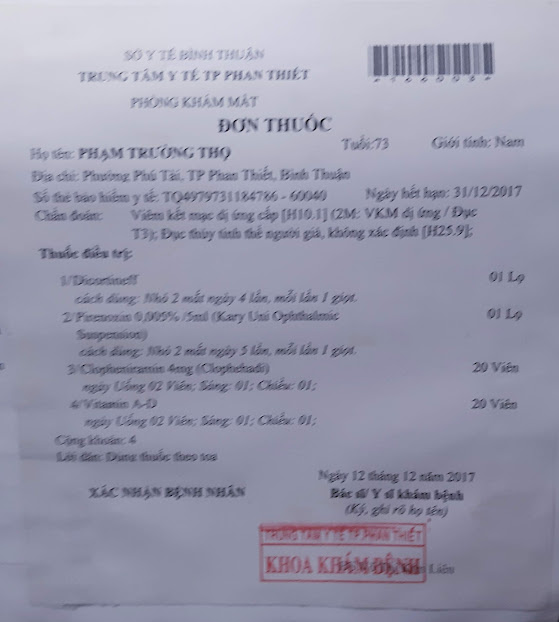 SỞ Y TẾ BÌNH THUẬN
TRUNG TÂM Y TẾ TP PHAN THIẾT
PHÒNG KHÁM MẮT
ĐƠN THUỐC
Họ tên: PHẠM TRƯỜNG THỌ Tuổi:73 Giới tính: Nam
Địa chỉ: Phường Phú Tài, TP Phan Thiết, Bình Thuận
Số thẻ bảo hiểm y tế: TQ4979731184786 - 60040 Ngày hết hạn: 31/12/2017
Chẩn đoán: Viêm kết mạc dị ứng cấp [H10.1] (2M: VKM dị ứng / Đục
T3); Đục thủy tinh thể người già, không xác định [H25.9];
Thuốc điều trị:
1/Dicortineff 01 Lọ
cách dùng: Nhỏ 2 mắt ngày 4 lần, mỗi lần 1 giọt.
2/Pirenoxin 0,005% /5ml (Kary Uni Ophthalmic 01 Lọ
Suspension)
cách dùng: Nhỏ 2 mắt ngày 5 lần, mỗi lần 1 giọt.
3/Clopheniramin 4mg 20 Viên
ngày Uống 02 Viên; Sáng: 01; Chiều: 01;
4/Vitamin A-D 20 Viên
ngày Uống 02 Viên; Sáng: 01; Chiều: 01;
Cộng khoản: 4
Lời dặn: Dùng thuốc theo toa
Ngày 12 tháng 12 năm 2017
XÁC NHẬN BỆNH NHÂN Bác sĩ/ Y sĩ khám bệnh
(Ký, ghi rõ họ tên)
TRUNG TÂM Y TẾ TP.PHAN THIẾT
KHOA KHÁM BỆNH
Liên